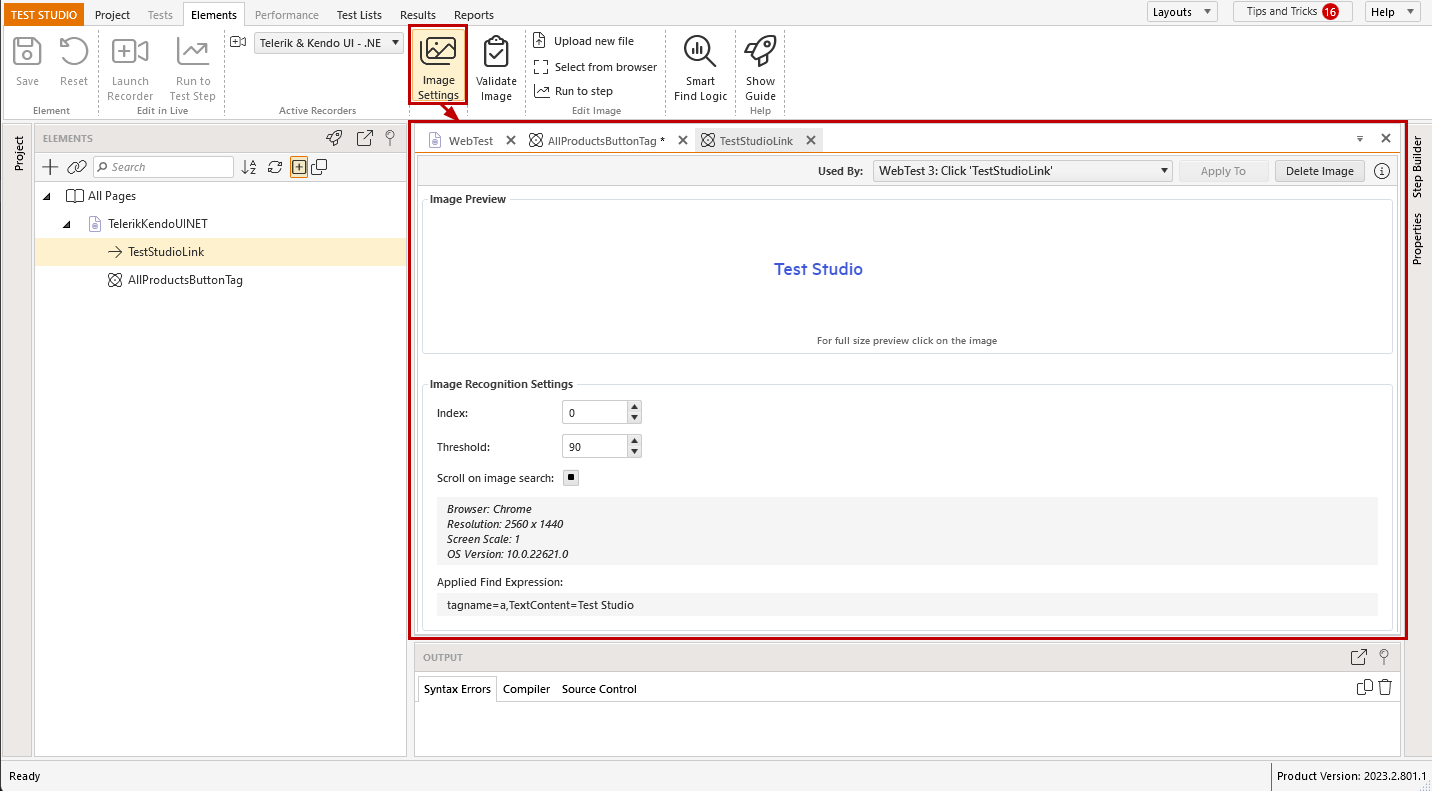 TEST STUDIO Project Tests Elements Performance Test Lists Results Reports Layouts Tips and Tricks 16 Help
Save
Reset
Launch
Recorder
Run to
Test Step
Telerik & Kendo UI - .NE
Image
Settings
Validate
Image
Upload new file
Select from browser
Run to step
Smart
Find Logic
Show
Guide
Element Edit in Live Active Recorders Edit Image Help
Project
ELEMENTS
Search
All Pages
TelerikKendoUINET
TestStudioLink
AllProductsButtonTag
WebTest AllProductsButtonTag * TestStudioLink
Used By: WebTest 3: Click 'TestStudioLink' Apply To Delete Image
Image Preview
Test Studio
For full size preview click on the image
Image Recognition Settings
Index: 0
Threshold: 90
Scroll on image search:
Browser: Chrome
Resolution: 2560 x 1440
Screen Scale: 1
OS Version: 10.0.22621.0
Applied Find Expression:
tagname=a,TextContent=Test Studio
Step Builder
Properties
OUTPUT
Syntax Errors Compiler Source Control
Ready Product Version: 2023.2.801.1